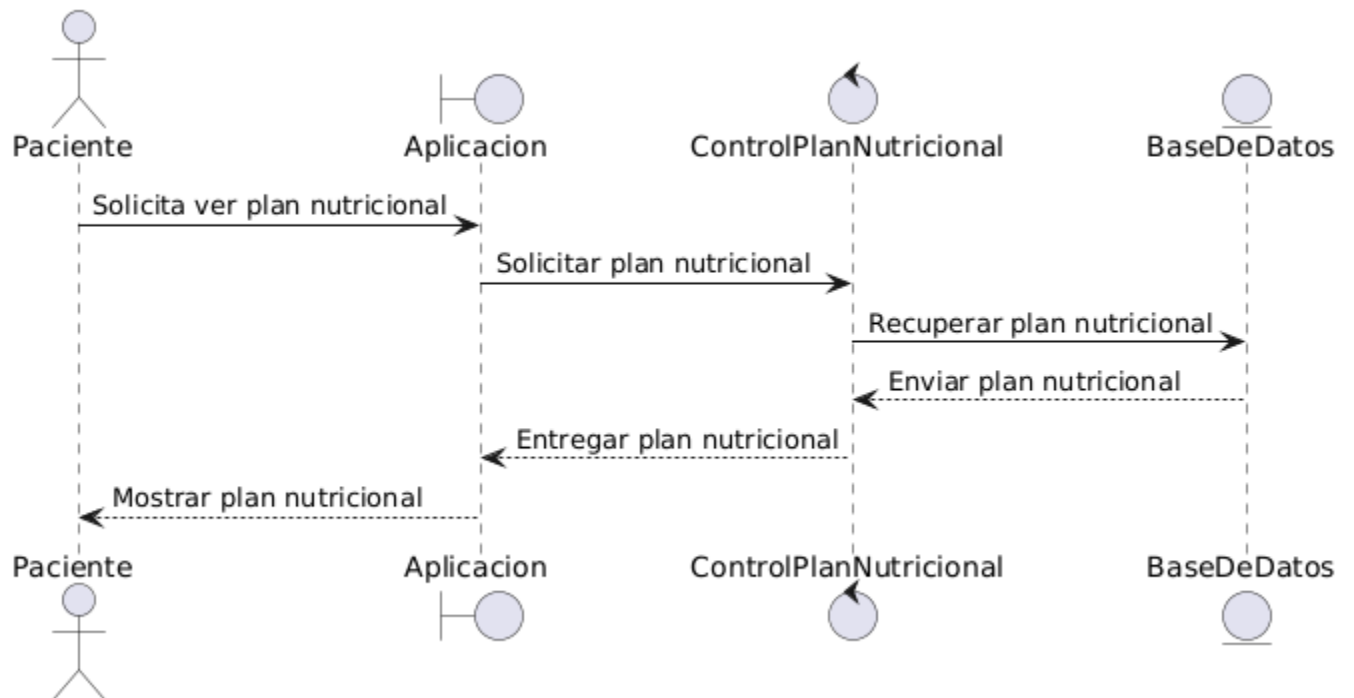 Paciente
Aplicacion
ControlPlanNutricional
BaseDeDatos
Solicita ver plan nutricional
Solicitar plan nutricional
Recuperar plan nutricional
Enviar plan nutricional
Entregar plan nutricional
Mostrar plan nutricional
Paciente
Aplicacion
ControlPlanNutricional
BaseDeDatos